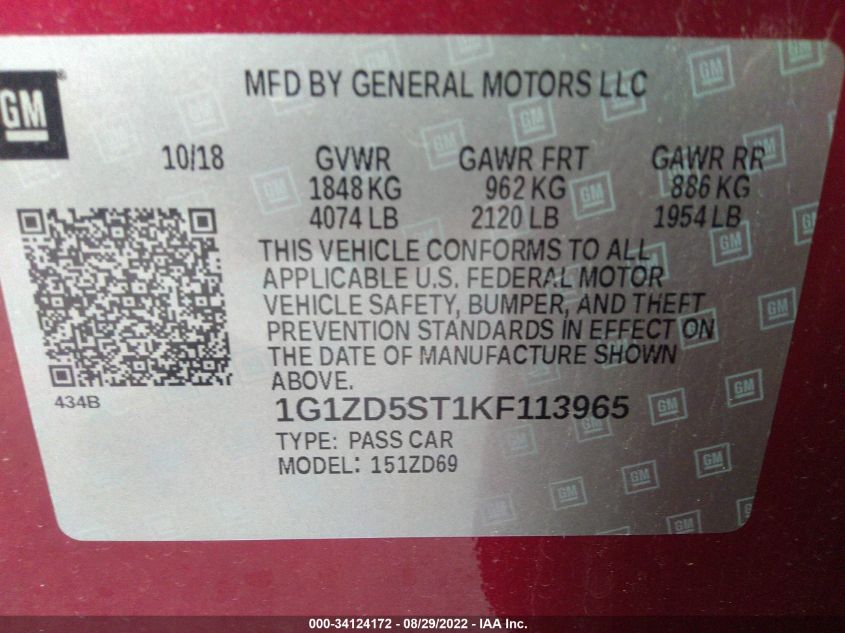 GM
MFD BY GENERAL MOTORS LLC
10/18 GVWR GAWR FRT GAWR RR
1848 KG 962 KG 886 KG
4074 LB 2120 LB 1954 LB
THIS VEHICLE CONFORMS TO ALL
APPLICABLE U.S. FEDERAL MOTOR
VEHICLE SAFETY, BUMPER, AND THEFT
PREVENTION STANDARDS IN EFFECT ON
THE DATE OF MANUFACTURE SHOWN
ABOVE.
434B
1G1ZD5ST1KF113965
TYPE: PASS CAR
MODEL: 151ZD69
000-34124172 - 08/29/2022 - IAA Inc.